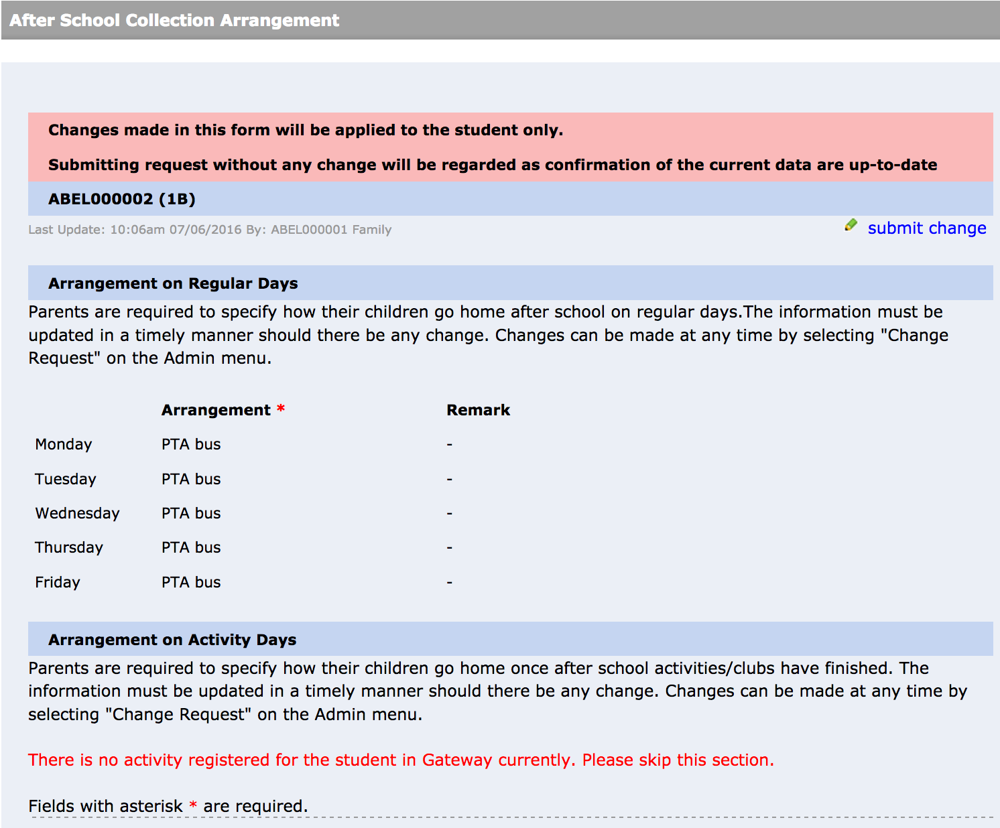 After School Collection Arrangement
Changes made in this form will be applied to the student only.
Submitting request without any change will be regarded as confirmation of the current data are up-to-date
ABEL000002 (1B)
Last Update: 10:06am 07/06/2016 By: ABEL000001 Family
submit change
Arrangement on Regular Days
Parents are required to specify how their children go home after school on regular days.The information must be
updated in a timely manner should there be any change. Changes can be made at any time by selecting "Change
Request" on the Admin menu.
Arrangement * Remark
Monday PTA bus -
Tuesday PTA bus -
Wednesday PTA bus -
Thursday PTA bus -
Friday PTA bus -
Arrangement on Activity Days
Parents are required to specify how their children go home once after school activities/clubs have finished. The
information must be updated in a timely manner should there be any change. Changes can be made at any time by
selecting "Change Request" on the Admin menu.
There is no activity registered for the student in Gateway currently. Please skip this section.
Fields with asterisk * are required.